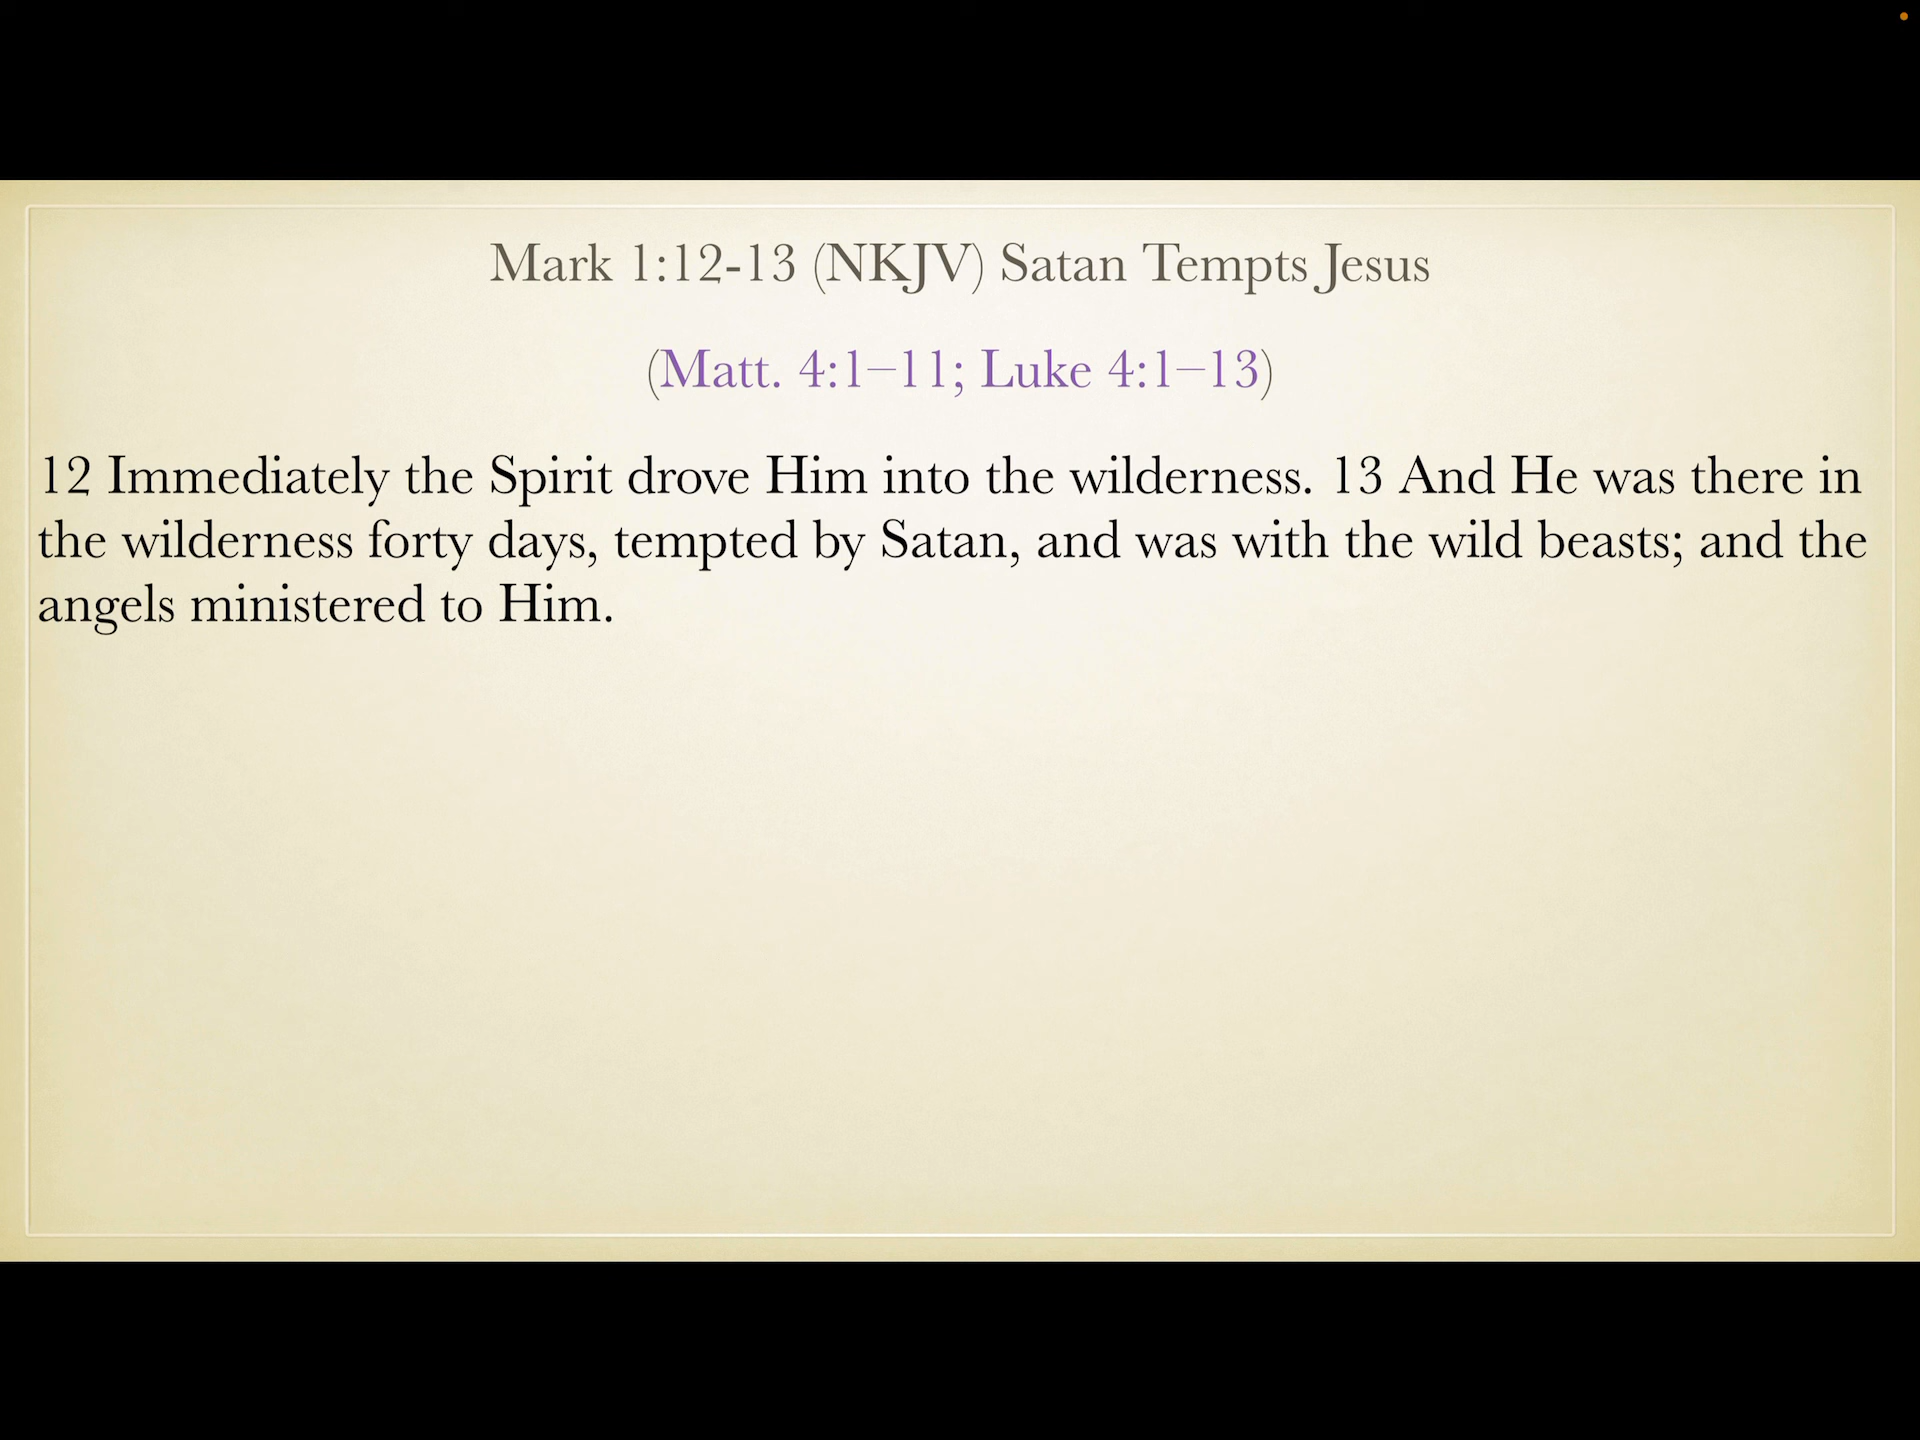 Mark 1:12-13 (NKJV) Satan Tempts Jesus
(Matt. 4:1–11; Luke 4:1–13)
12 Immediately the Spirit drove Him into the wilderness. 13 And He was there in
the wilderness forty days, tempted by Satan, and was with the wild beasts; and the
angels ministered to Him.